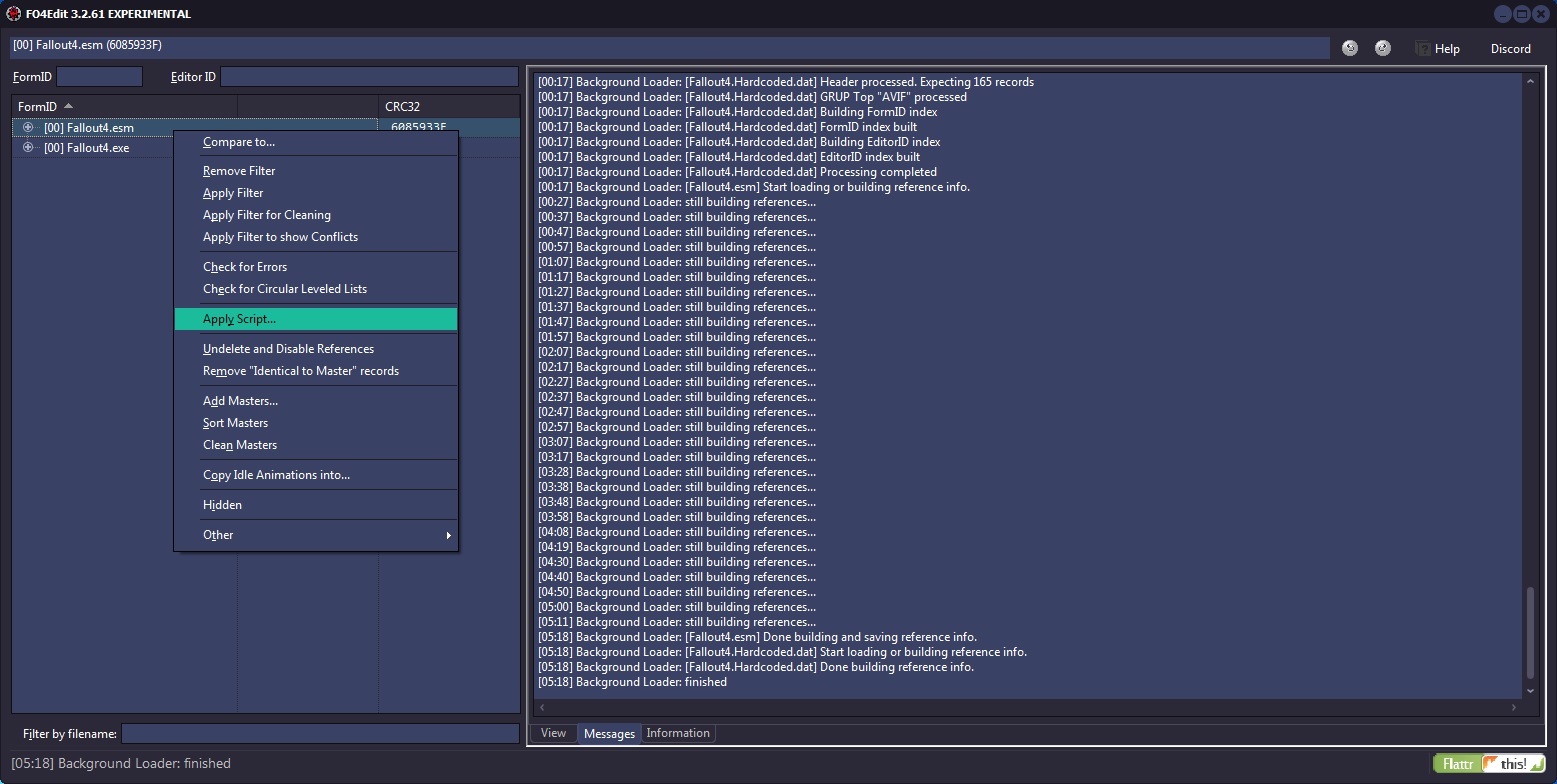 FO4Edit 3.2.61 EXPERIMENTAL
[00] Fallout4.esm (6085933F)
Help
Discord
FormID
Editor ID
FormID
CRC32
[00] Fallout4.esm
6085933F
[00] Fallout4.exe
Compare to...
Remove Filter
Apply Filter
Apply Filter for Cleaning
Apply Filter to show Conflicts
Check for Errors
Check for Circular Leveled Lists
Apply Script...
Undelete and Disable References
Remove "Identical to Master" records
Add Masters...
Sort Masters
Clean Masters
Copy Idle Animations into...
Hidden
Other
[00:17] Background Loader: [Fallout4.Hardcoded.dat] Header processed. Expecting 165 records
[00:17] Background Loader: [Fallout4.Hardcoded.dat] GRUP Top "AVIF" processed
[00:17] Background Loader: [Fallout4.Hardcoded.dat] Building FormID index
[00:17] Background Loader: [Fallout4.Hardcoded.dat] FormID index built
[00:17] Background Loader: [Fallout4.Hardcoded.dat] Building EditorID index
[00:17] Background Loader: [Fallout4.Hardcoded.dat] EditorID index built
[00:17] Background Loader: [Fallout4.Hardcoded.dat] Processing completed
[00:17] Background Loader: [Fallout4.esm] Start loading or building reference info.
[00:27] Background Loader: still building references...
[00:37] Background Loader: still building references...
[00:47] Background Loader: still building references...
[00:57] Background Loader: still building references...
[01:07] Background Loader: still building references...
[01:17] Background Loader: still building references...
[01:27] Background Loader: still building references...
[01:37] Background Loader: still building references...
[01:47] Background Loader: still building references...
[01:57] Background Loader: still building references...
[02:07] Background Loader: still building references...
[02:17] Background Loader: still building references...
[02:27] Background Loader: still building references...
[02:37] Background Loader: still building references...
[02:47] Background Loader: still building references...
[02:57] Background Loader: still building references...
[03:07] Background Loader: still building references...
[03:17] Background Loader: still building references...
[03:28] Background Loader: still building references...
[03:38] Background Loader: still building references...
[03:48] Background Loader: still building references...
[03:58] Background Loader: still building references...
[04:08] Background Loader: still building references...
[04:19] Background Loader: still building references...
[04:30] Background Loader: still building references...
[04:40] Background Loader: still building references...
[04:50] Background Loader: still building references...
[05:00] Background Loader: still building references...
[05:11] Background Loader: still building references...
[05:18] Background Loader: [Fallout4.esm] Done building and saving reference info.
[05:18] Background Loader: [Fallout4.Hardcoded.dat] Start loading or building reference info.
[05:18] Background Loader: [Fallout4.Hardcoded.dat] Done building reference info.
[05:18] Background Loader: finished
Filter by filename:
View
Messages
Information
[05:18] Background Loader: finished
Flattr this!